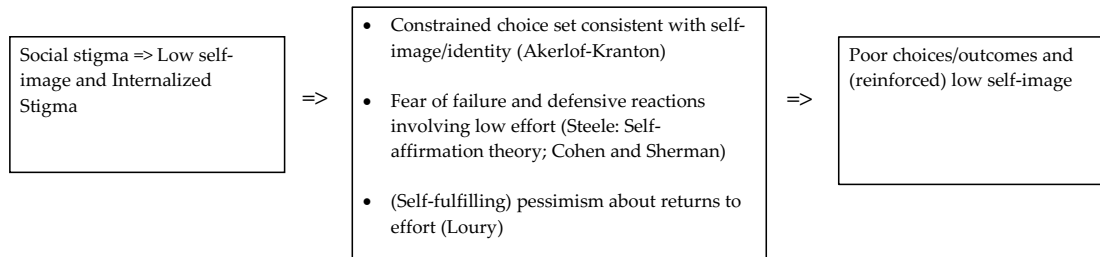 Social stigma => Low self-
image and Internalized
Stigma
=>
• Constrained choice set consistent with self-
image/identity (Akerlof-Kranton)
• Fear of failure and defensive reactions
involving low effort (Steele: Self-
affirmation theory; Cohen and Sherman)
• (Self-fulfilling) pessimism about returns to
effort (Loury)
=>
Poor choices/outcomes and
(reinforced) low self-image